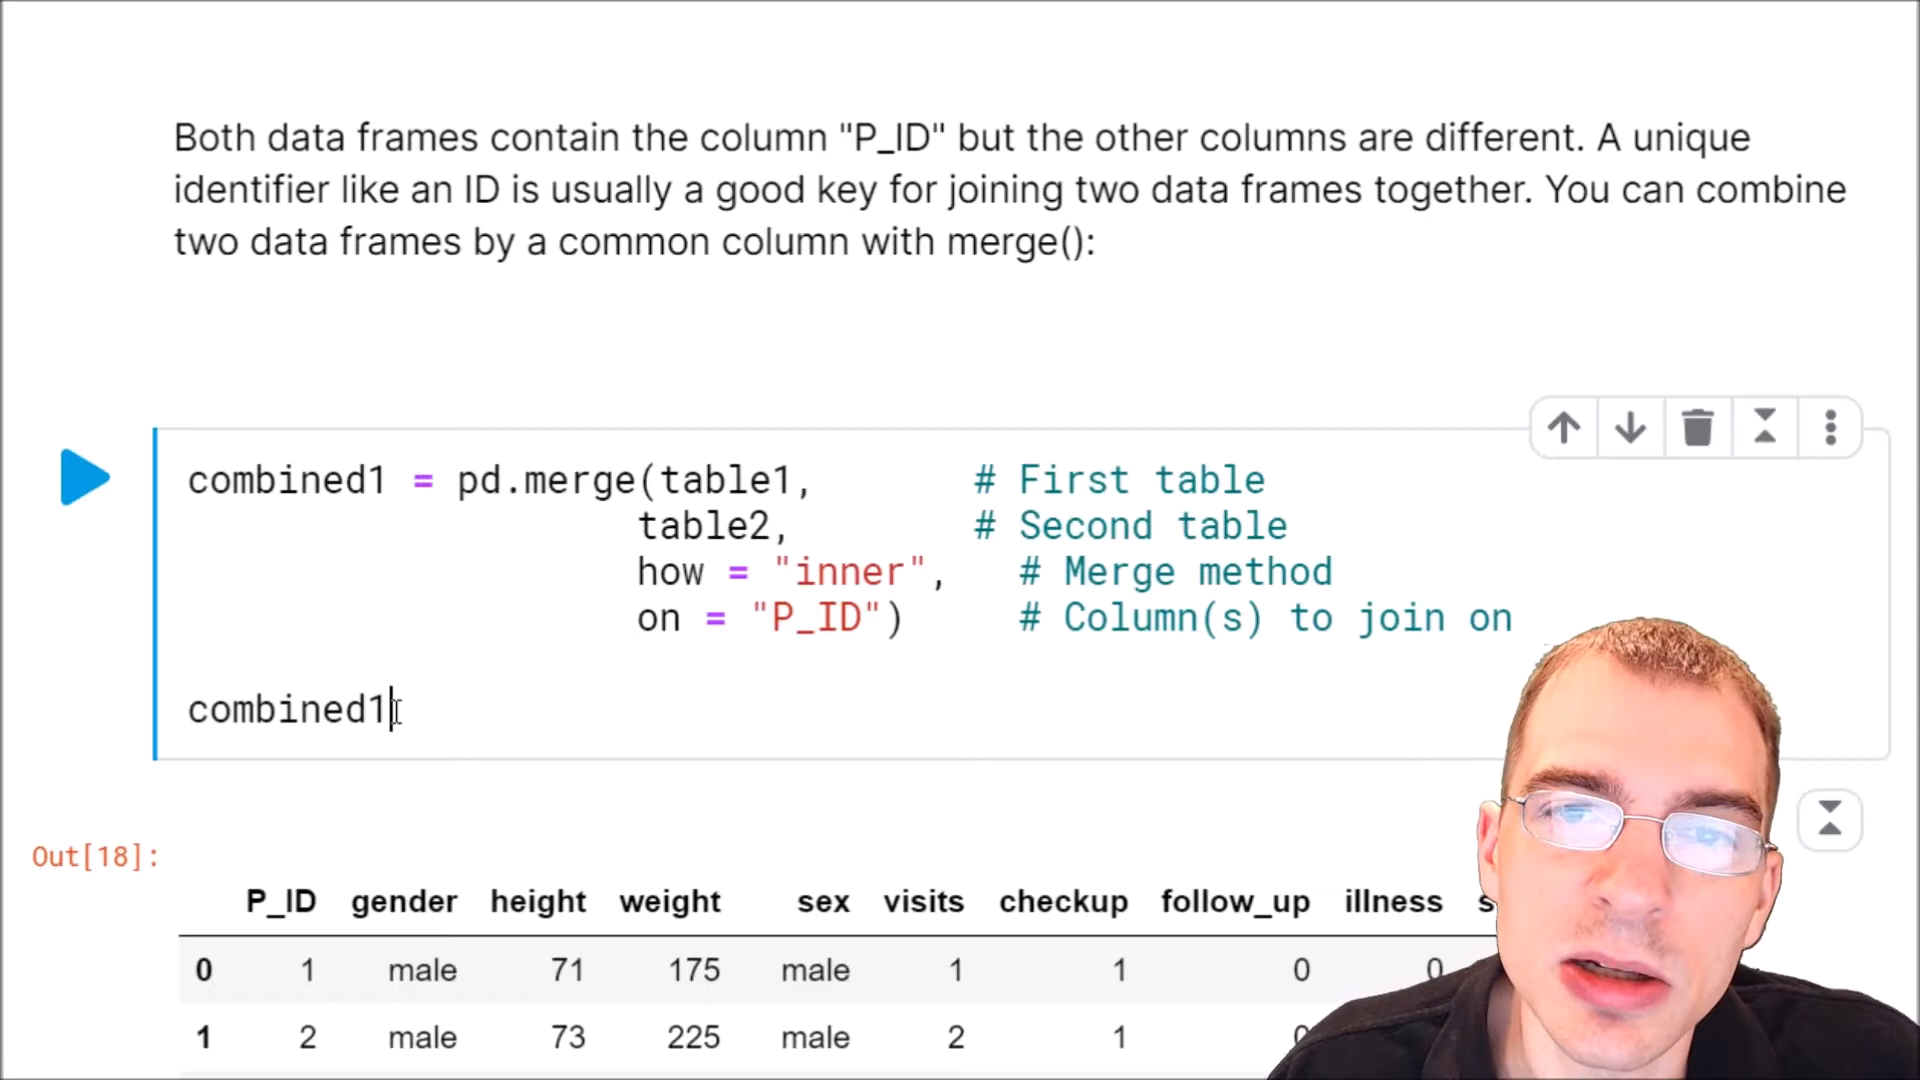 Both data frames contain the column "P_ID" but the other columns are different. A unique
identifier like an ID is usually a good key for joining two data frames together. You can combine
two data frames by a common column with merge():
combined1 = pd.merge(table1,        # First table
table2,        # Second table
how = "inner",   # Merge method
on = "P_ID")     # Column(s) to join on
combined1
Out[18]:
P_ID gender height weight sex visits checkup follow_up illness
0 1 male 71 175 male 1 1 0 0
1 2 male 73 225 male 2 1